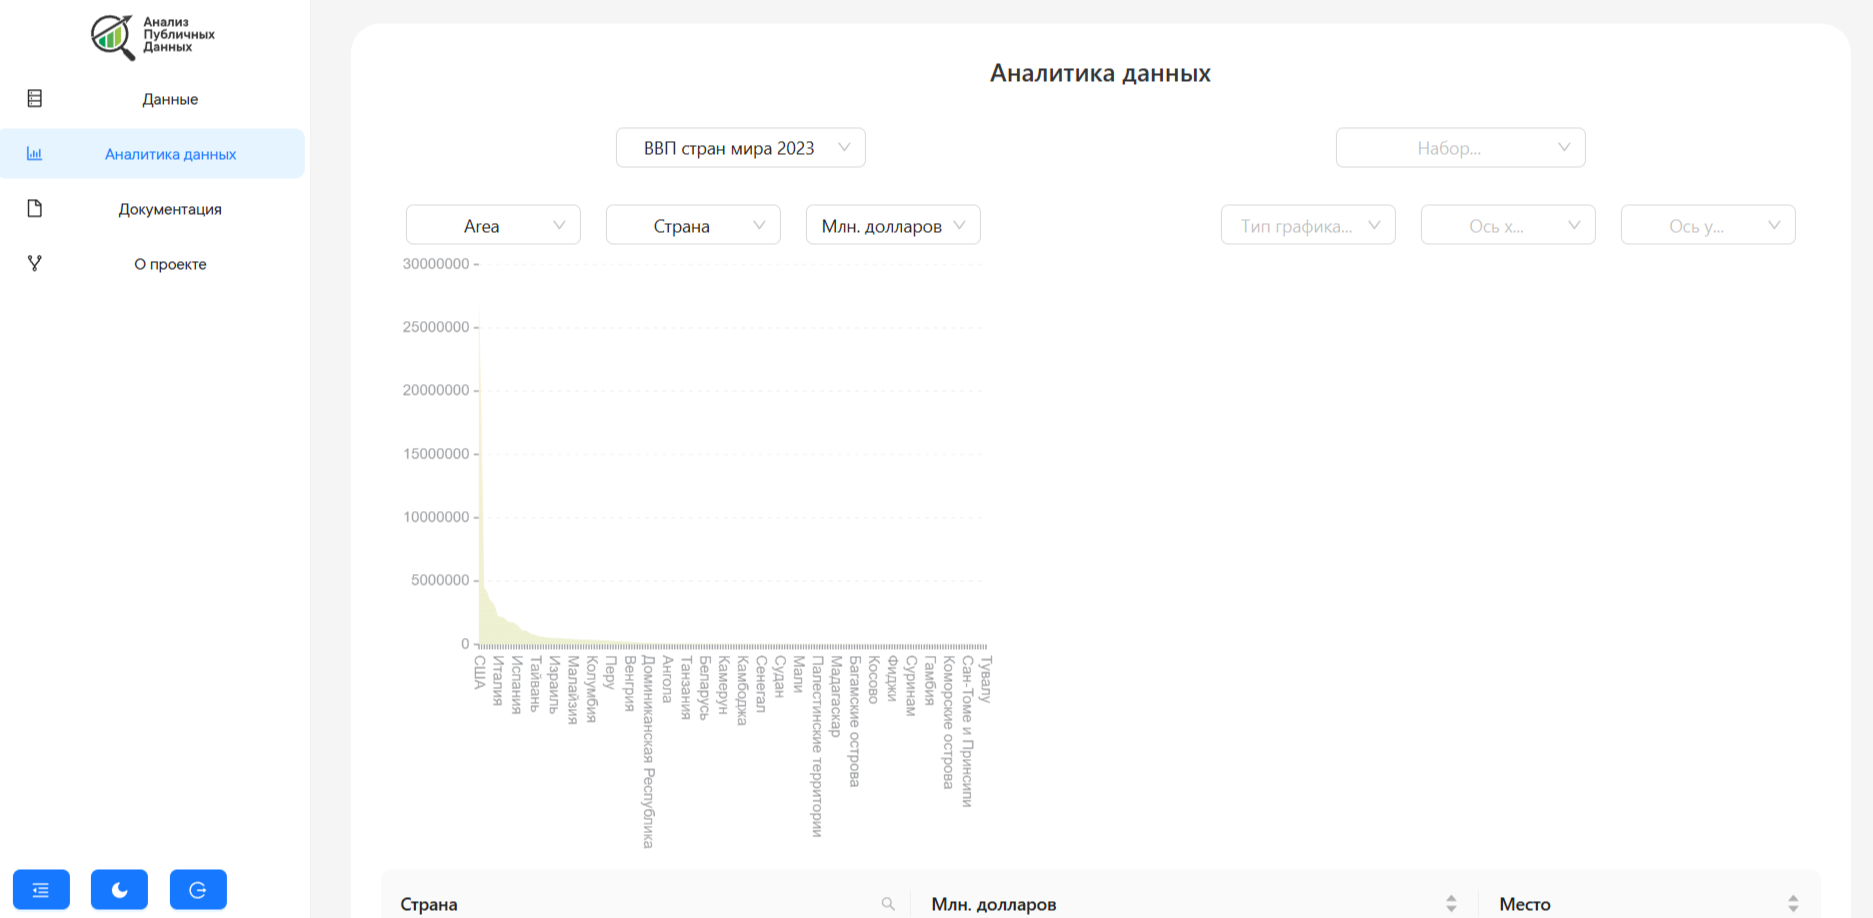 Анализ
Публичных
Данных
Данные
Аналитика данных
Документация
О проекте
Аналитика данных
ВВП стран мира 2023
Набор...
Area
Страна
Млн. долларов
Тип графика...
Ось x...
Ось y...
30000000
25000000
20000000
15000000
10000000
5000000
0
США
Италия
Испания
Тайвань
Израиль
Малайзия
Колумбия
Перу
Венгрия
Доминиканская Республика
Ангола
Танзания
Беларусь
Камерун
Камбоджа
Сенегал
Судан
Мали
Палестинские территории
Мадагаскар
Багамские острова
Косово
Фиджи
Суринам
Гамбия
Коморские острова
Сан-Томе и Принсипи
Тувалу
Страна
Млн. долларов
Место